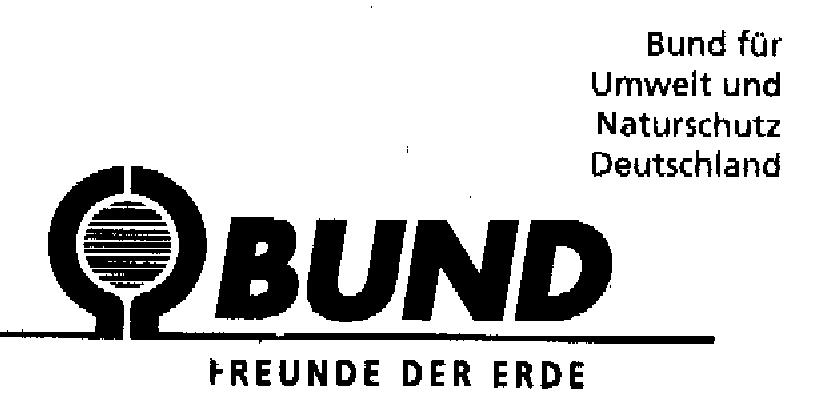 Bund für
Umwelt und
Naturschutz
Deutschland
BUND
FREUNDE DER ERDE